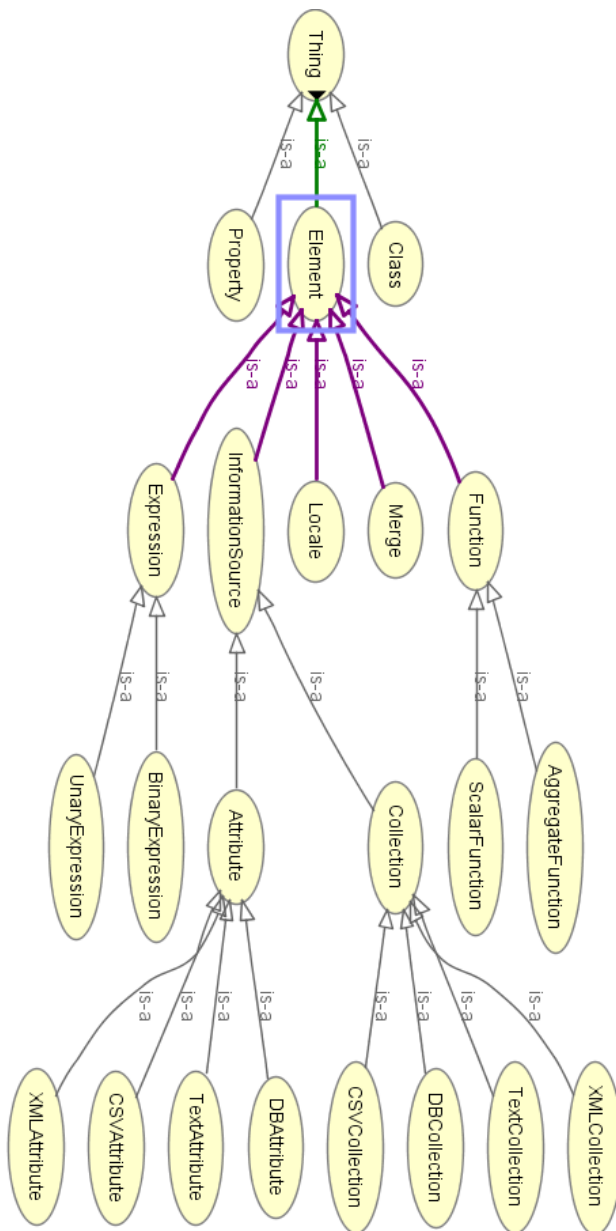 Thing
is-a
is-a
is-a
Property
Element
Class
is-a
is-a
is-a
is-a
is-a
Expression
InformationSource
Locale
Merge
Function
is-a
is-a
is-a
is-a
is-a
is-a
UnaryExpression
BinaryExpression
Attribute
Collection
ScalarFunction
AggregateFunction
is-a
is-a
is-a
is-a
is-a
is-a
is-a
is-a
XMLAttribute
CSVAttribute
TextAttribute
DBAttribute
CSVCollection
DBCollection
TextCollection
XMLCollection